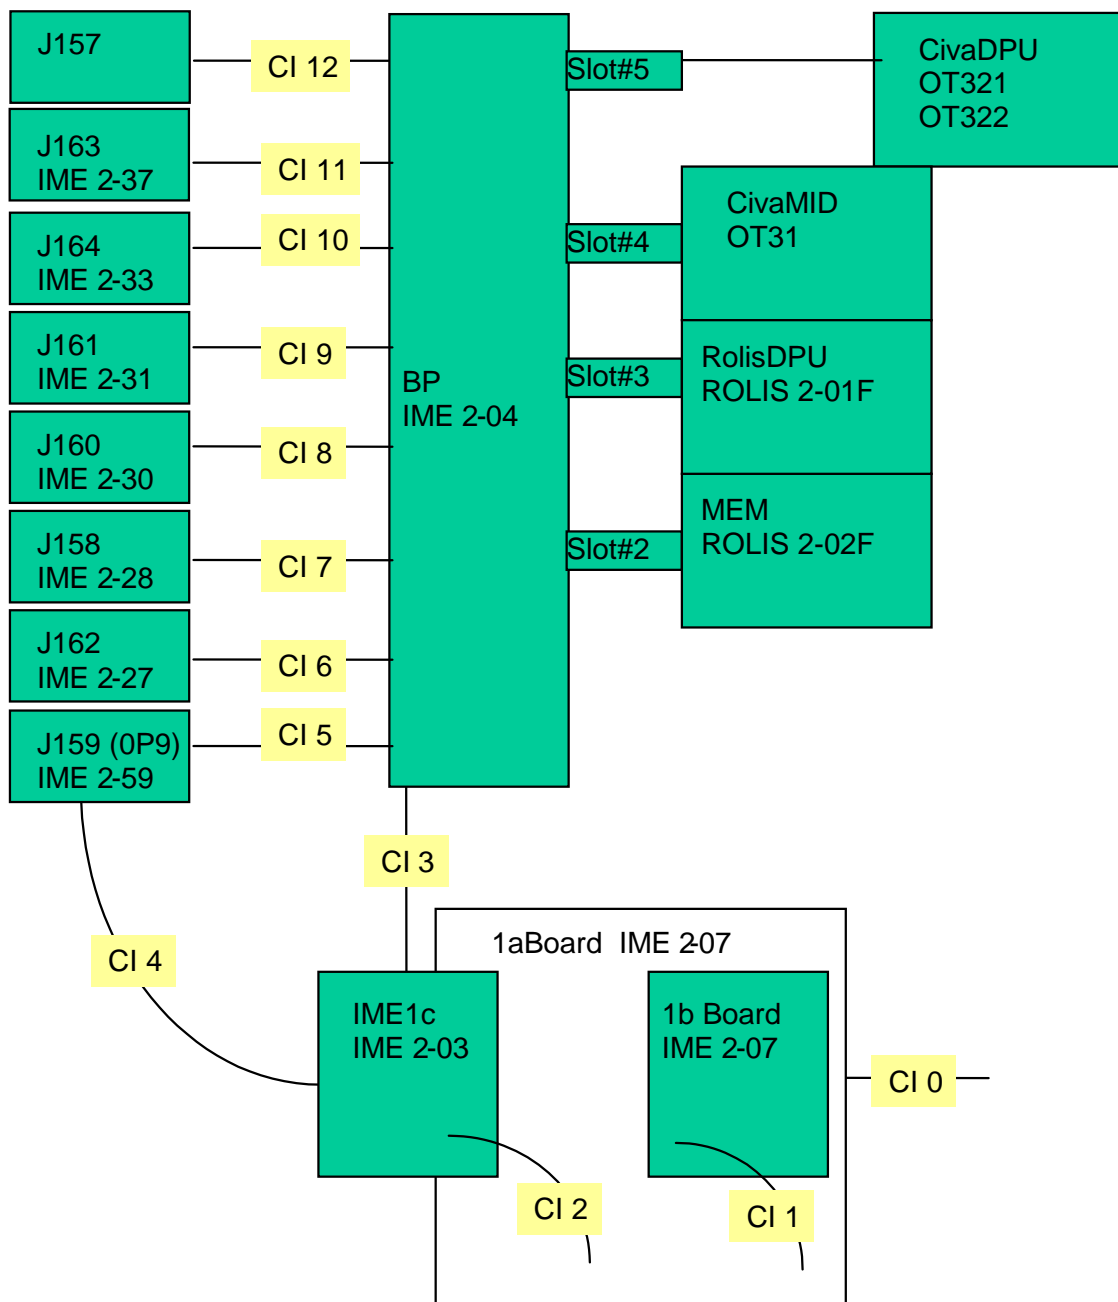 J157
CI 12
Slot#5
CivaDPU
OT321
OT322
J163
IME 2-37
CI 11
J164
IME 2-33
CI 10
Slot#4
CivaMID
OT31
J161
IME 2-31
CI 9
BP
IME 2-04
Slot#3
RolisDPU
ROLIS 2-01F
J160
IME 2-30
CI 8
J158
IME 2-28
CI 7
Slot#2
MEM
ROLIS 2-02F
J162
IME 2-27
CI 6
J159 (0P9)
IME 2-59
CI 5
CI 3
CI 4
1aBoard IME 2-07
IME1c
IME 2-03
1b Board
IME 2-07
CI 0
CI 2
CI 1